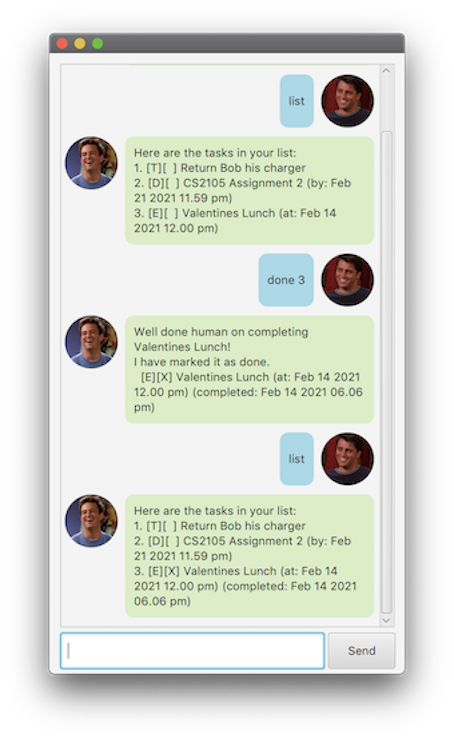 list
Here are the tasks in your list:
1. [T][  ] Return Bob his charger
2. [D][  ] CS2105 Assignment 2 (by: Feb
21 2021 11.59 pm)
3. [E][  ] Valentines Lunch (at: Feb 14
2021 12.00 pm)
done 3
Well done human on completing
Valentines Lunch!
I have marked it as done.
[E][X] Valentines Lunch (at: Feb 14 2021
12.00 pm) (completed: Feb 14 2021 06.06
pm)
list
Here are the tasks in your list:
1. [T][  ] Return Bob his charger
2. [D][  ] CS2105 Assignment 2 (by: Feb
21 2021 11.59 pm)
3. [E][X] Valentines Lunch (at: Feb 14
2021 12.00 pm) (completed: Feb 14 2021
06.06 pm)
Send